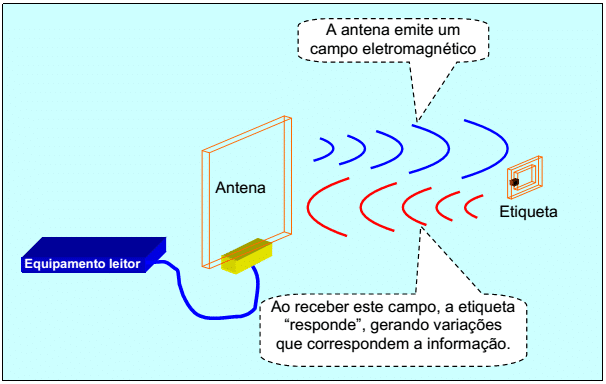 A antena emite um
campo eletromagnético
Antena
Etiqueta
Equipamento leitor
Ao receber este campo, a etiqueta
“responde”, gerando variações
que correspondem a informação.